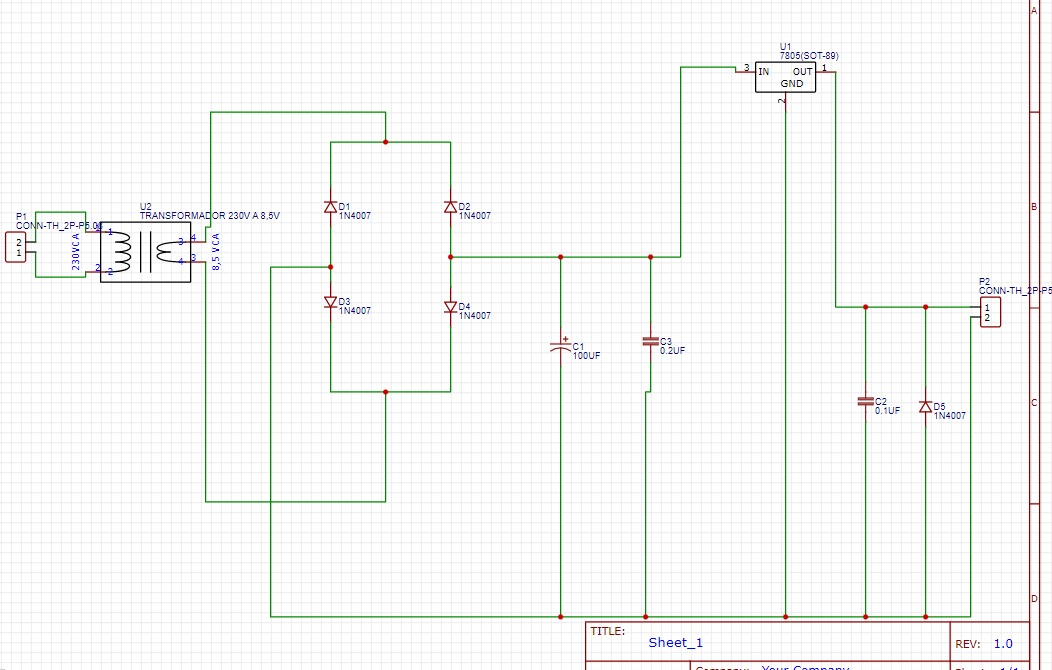 A
U1
7805(SOT-89)
3 IN OUT 1
GND
2
B
U2
TRANSFORMADOR 230V A 8,5V
P1
CONN-TH_2P-P5.08
2
1
230VCA
1 1
2 2
3 4
4 3
8,5 VCA
D1
1N4007
D2
1N4007
D3
1N4007
D4
1N4007
P2
CONN-TH_2P-P5
1
2
C1
100UF
C3
0.2UF
C
C2
0.1UF
D5
1N4007
D
TITLE:
Sheet_1
REV: 1.0
Company: Your Company